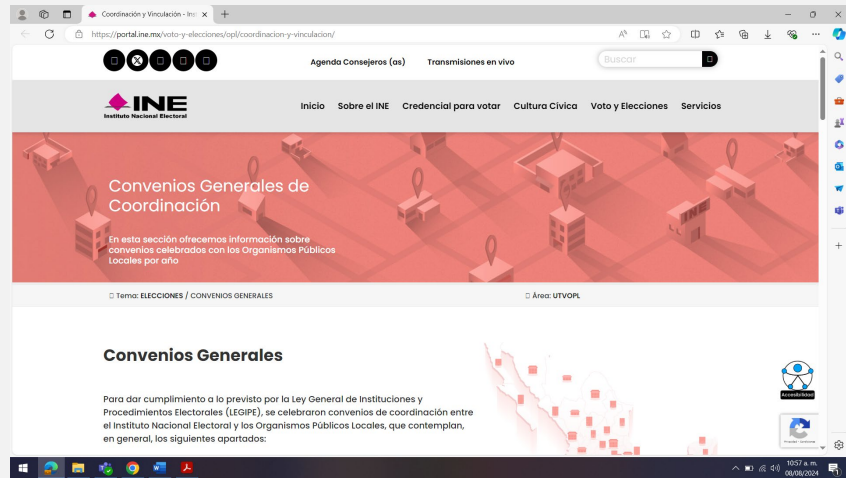 Coordinación y Vinculación - Ins
https://portal.ine.mx/voto-y-elecciones/opl/coordinacion-y-vinculacion/
Agenda Consejeros (as)
Transmisiones en vivo
Buscar
INE
Instituto Nacional Electoral
Inicio
Sobre el INE
Credencial para votar
Cultura Cívica
Voto y Elecciones
Servicios
Convenios Generales de
Coordinación
En esta sección ofrecemos información sobre
convenios celebrados con los Organismos Públicos
Locales por año
INE
Tema: ELECCIONES / CONVENIOS GENERALES
Área: UTVOPL
Convenios Generales
Para dar cumplimiento a lo previsto por la Ley General de Instituciones y
Procedimientos Electorales (LEGIPE), se celebraron convenios de coordinación entre
el Instituto Nacional Electoral y los Organismos Públicos Locales, que contemplan,
en general, los siguientes apartados:
Accesibilidad
10:57 a. m.
08/08/2024